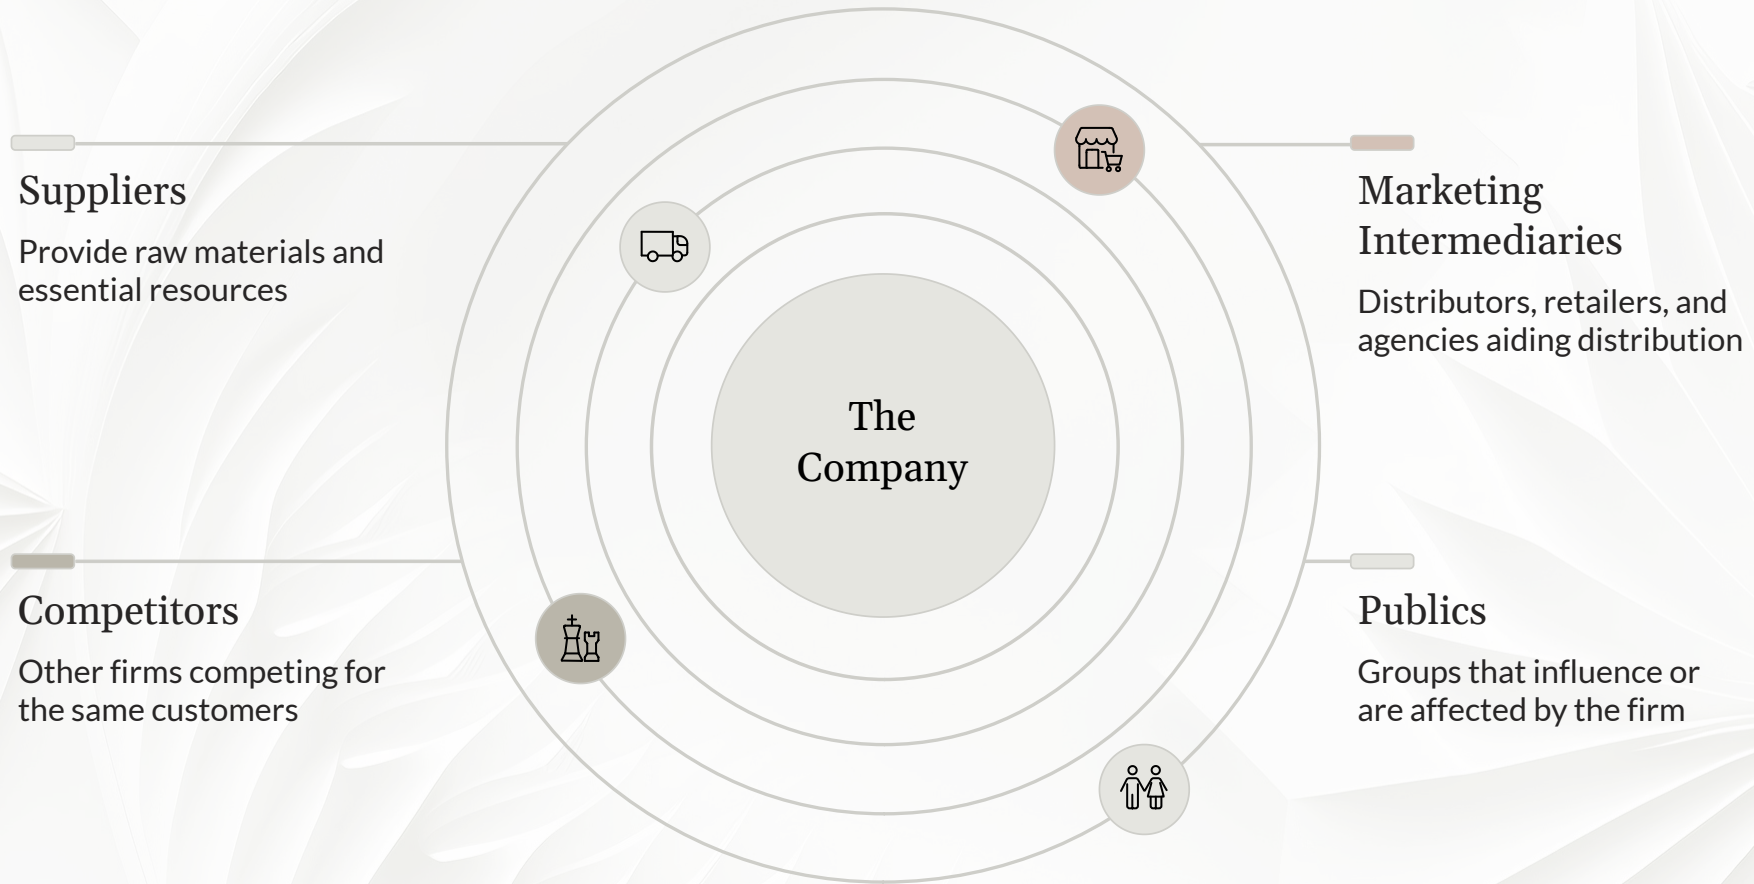 Suppliers
Provide raw materials and
essential resources
Marketing
Intermediaries
Distributors, retailers, and
agencies aiding distribution
The
Company
Competitors
Other firms competing for
the same customers
Publics
Groups that influence or
are affected by the firm